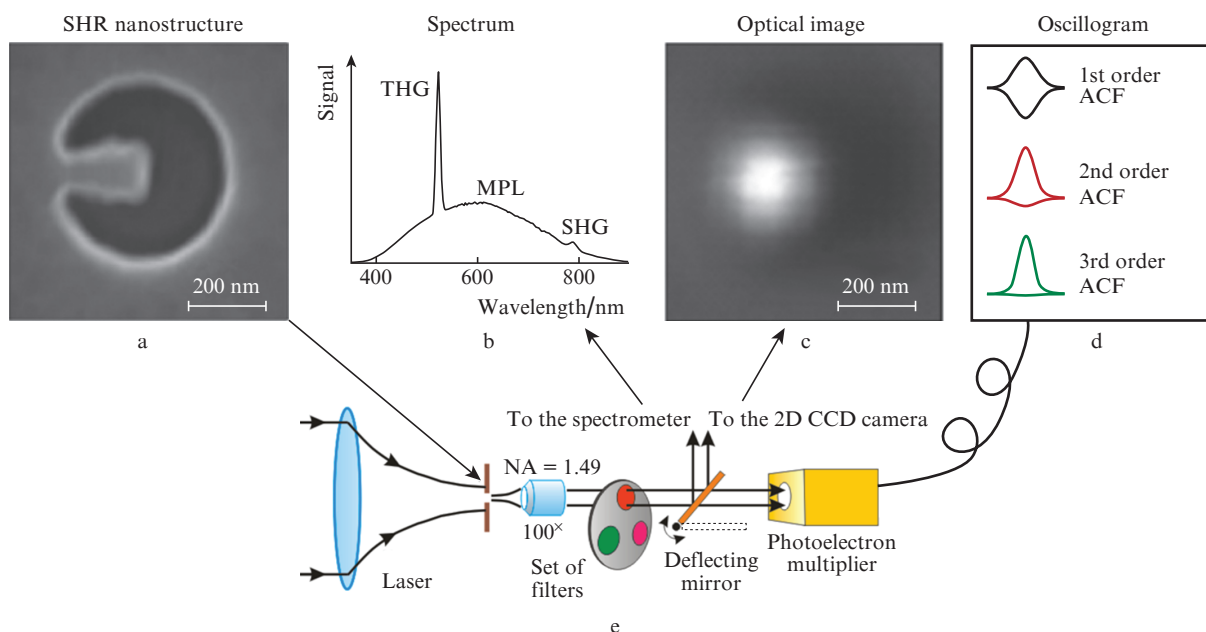 SHR nanostructure
Spectrum
Optical image
Oscillogram
200 nm
a
Signal
THG
MPL
SHG
400
600
800
Wavelength/nm
b
200 nm
c
1st order
ACF
2nd order
ACF
3rd order
ACF
d
To the spectrometer
To the 2D CCD camera
NA = 1.49
100×
Laser
Set of
filters
Deflecting
mirror
Photoelectron
multiplier
e